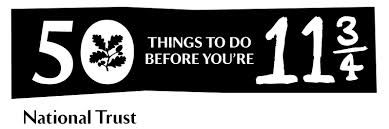 50 THINGS TO DO
BEFORE YOU'RE 11¾
National Trust